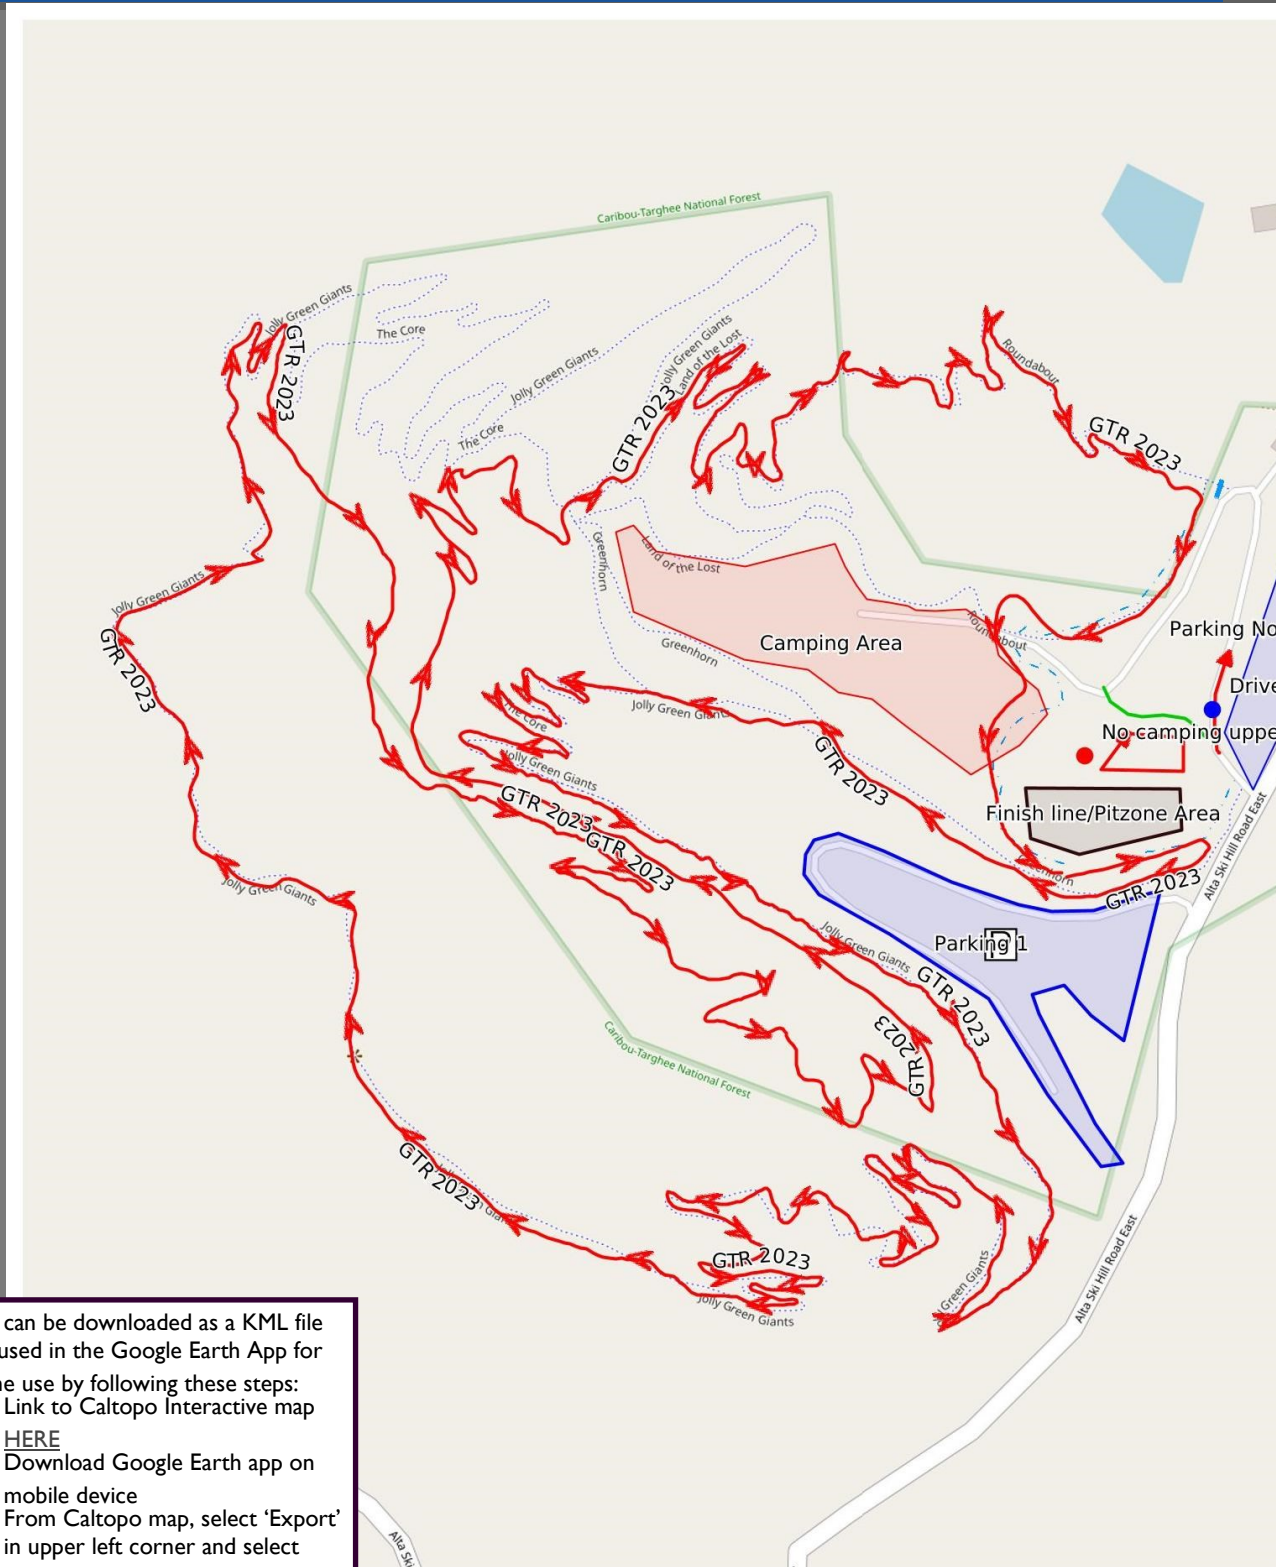 Caribou-Targhee National Forest
Jolly Green Giants
The Core
GTR 2023
Jolly Green Giants
Jolly Green Giants
Land of the Lost
Roundabout
GTR 2023
The Core
GTR 2023
Greenhorn
Land of the Lost
Jolly Green Giants
GTR 2023
Camping Area
Roundabout
Parking No
Greenhorn
Drive
Jolly Green Giants
The Core
No camping uppe
GTR 2023
Jolly Green Giants
GTR 2023
GTR 2023
Finish line/Pitzone Area
Alta Ski Hill Road East
GTR 2023
Jolly Green Giants
Jolly Green Giants
Parking 1
P
GTR 2023
GTR 2023
Caribou-Targhee National Forest
GTR 2023
GTR 2023
Jolly Green Giants
Alta Ski Hill Road East
Jolly Green Giants
can be downloaded as a KML file
used in the Google Earth App for
ne use by following these steps:
Link to Caltopo Interactive map
HERE
Download Google Earth app on
mobile device
From Caltopo map, select ‘Export’
in upper left corner and select
Alta Ski